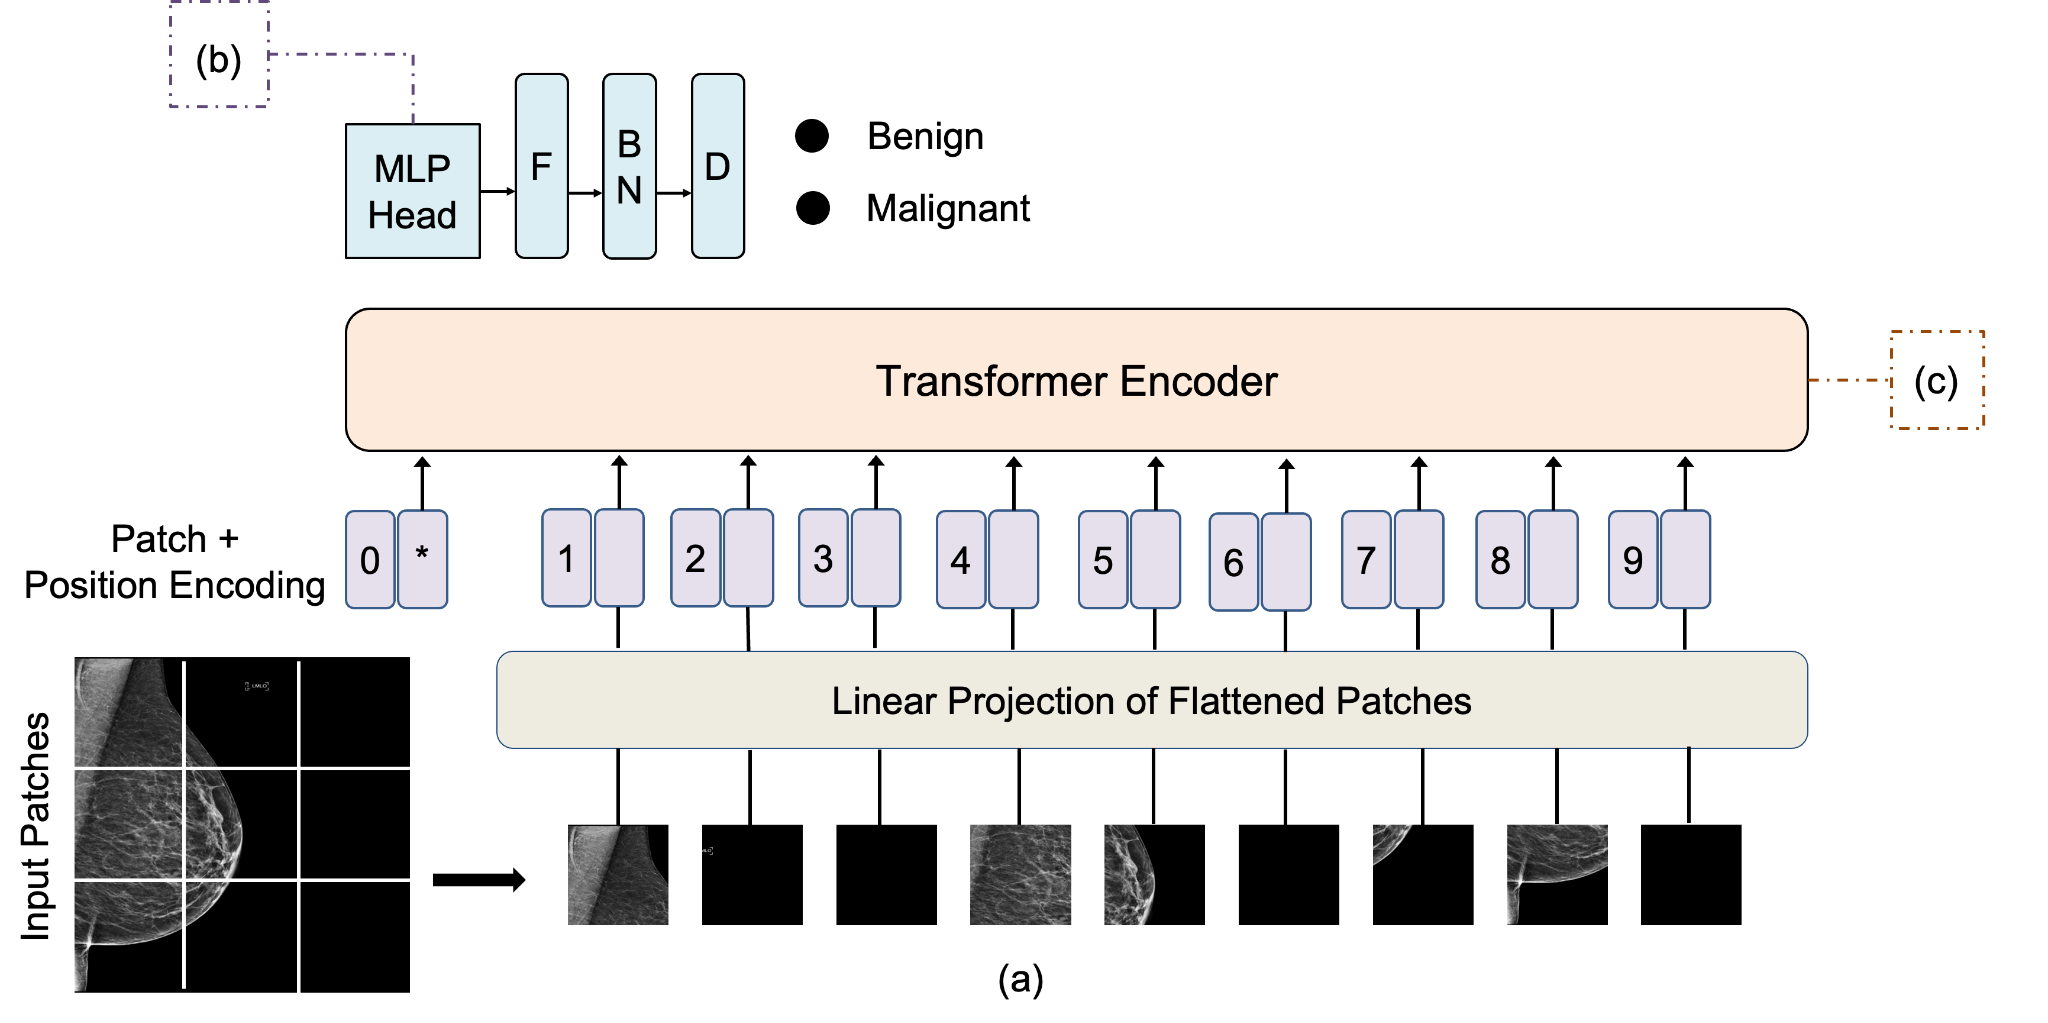 (b)
MLP
Head
F
B
N
D
Benign
Malignant
Transformer Encoder
(c)
Patch +
Position Encoding
0 *
1
2
3
4
5
6
7
8
9
Linear Projection of Flattened Patches
Input Patches
LMLO
(a)